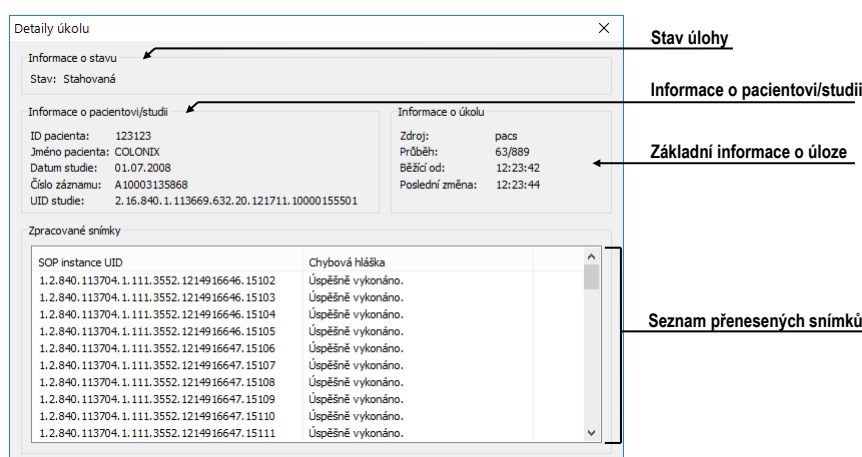 Detaily úkolu
Informace o stavu
Stav: Stahovaná
Informace o pacientovi/studii
ID pacienta: 123123
Jméno pacienta: COLONIX
Datum studie: 01.07.2008
Číslo záznamu: A10003135868
UID studie: 2.16.840.1.113669.632.20.121711.10000155501
Informace o úkolu
Zdroj: pacs
Průběh: 63/889
Běžící od: 12:23:42
Poslední změna: 12:23:44
Zpracované snímky
SOP instance UID Chybová hláška
1.2.840.113704.1.111.3552.1214916646.15102 Úspěšně vykonáno.
1.2.840.113704.1.111.3552.1214916646.15103 Úspěšně vykonáno.
1.2.840.113704.1.111.3552.1214916646.15104 Úspěšně vykonáno.
1.2.840.113704.1.111.3552.1214916646.15105 Úspěšně vykonáno.
1.2.840.113704.1.111.3552.1214916647.15106 Úspěšně vykonáno.
1.2.840.113704.1.111.3552.1214916647.15107 Úspěšně vykonáno.
1.2.840.113704.1.111.3552.1214916647.15108 Úspěšně vykonáno.
1.2.840.113704.1.111.3552.1214916647.15109 Úspěšně vykonáno.
1.2.840.113704.1.111.3552.1214916647.15110 Úspěšně vykonáno.
1.2.840.113704.1.111.3552.1214916647.15111 Úspěšně vykonáno.
Stav úlohy
Informace o pacientovi/studii
Základní informace o úloze
Seznam přenesených snímků